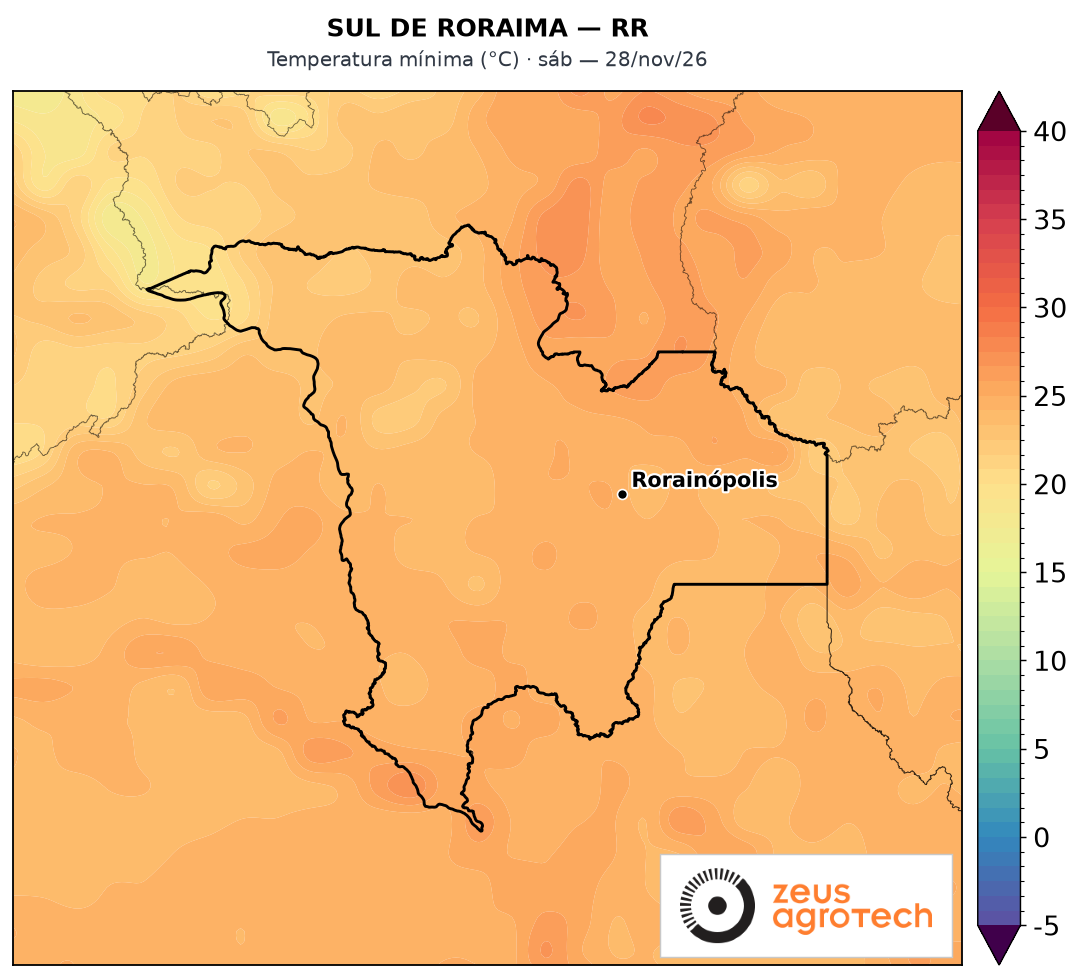 SUL DE RORAIMA — RR
Temperatura mínima (°C) · sáb — 28/nov/26
40
35
30
25
20
15
10
5
0
-5
Rorainópolis
zeus
agrotech